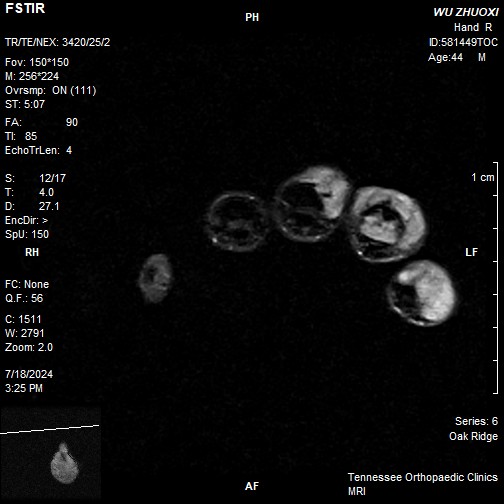 FSTIR
TR/TE/NEX: 3420/25/2
Fov: 150*150
M: 256*224
Ovrsmp: ON (111)
ST: 5:07
FA: 90
TI: 85
EchoTrLen: 4
S: 12/17
T: 4.0
D: 27.1
EncDir: >
SpU: 150
RH
FC: None
Q.F.: 56
C: 1511
W: 2791
Zoom: 2.0
7/18/2024
3:25 PM
PH
WU ZHUOXI
Hand R
ID:581449TOC
Age:44 M
1 cm
LF
Series: 6
Oak Ridge
Tennessee Orthopaedic Clinics
MRI
AF